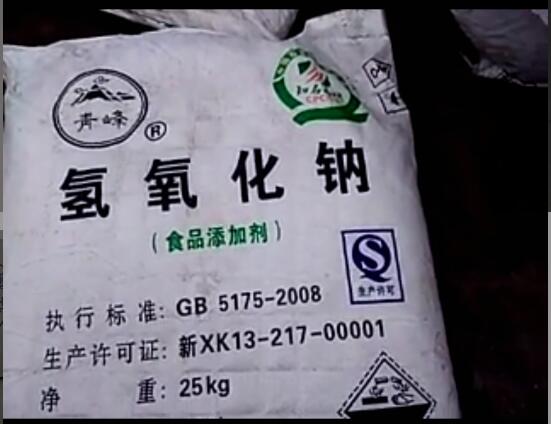 青峰
®
CPCIF
氢氧化钠
(食品添加剂)
生产许可
执行标准: GB 5175-2008
生产许可证: 新XK13-217-00001
净 重: 25kg